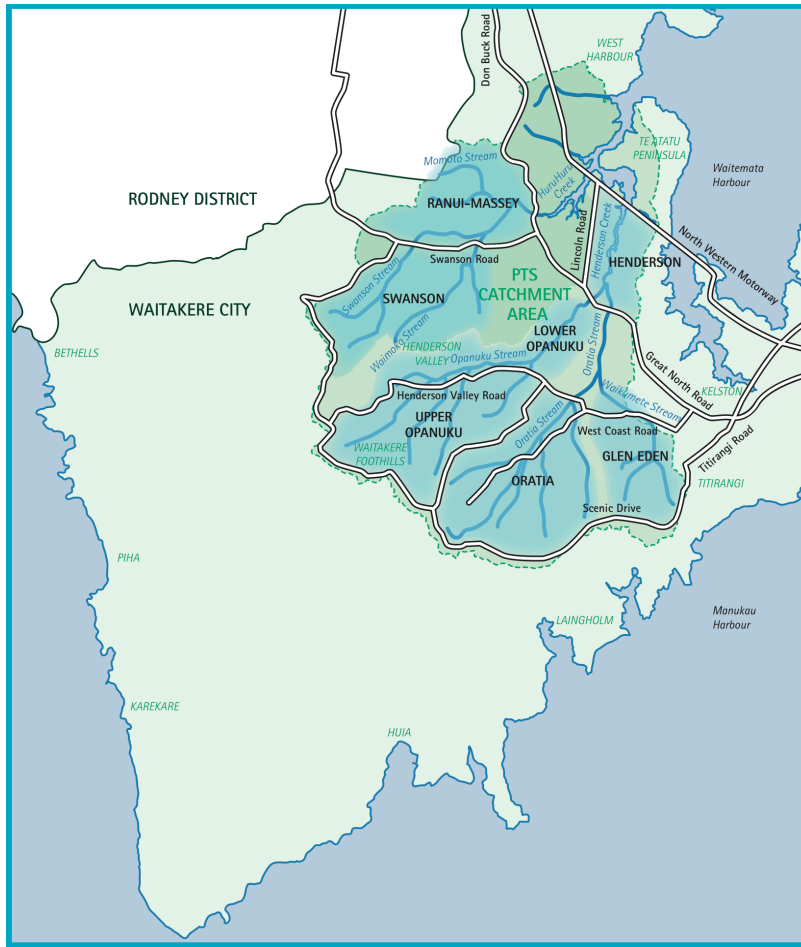 Don Buck Road
WEST
HARBOUR
TE ATATU
PENINSULA
Waitemata
Harbour
Momoto Stream
HuruHuru
Creek
RODNEY DISTRICT
RANUI-MASSEY
Lincoln Road
Henderson Creek
North Western Motorway
Swanson Road
HENDERSON
Swanson Stream
PTS
CATCHMENT
AREA
WAITAKERE CITY
SWANSON
Waimoko Stream
LOWER
OPANUKU
Oratia Stream
BETHELLS
HENDERSON
VALLEY
Opanuku Stream
Great North Road
KELSTON
Henderson Valley Road
Waikumete Stream
UPPER
OPANUKU
Oratia Stream
West Coast Road
Titirangi Road
WAITAKERE
FOOTHILLS
GLEN EDEN
ORATIA
TITIRANGI
Scenic Drive
PIHA
LAINGHOLM
Manukau
Harbour
KAREKARE
HUIA